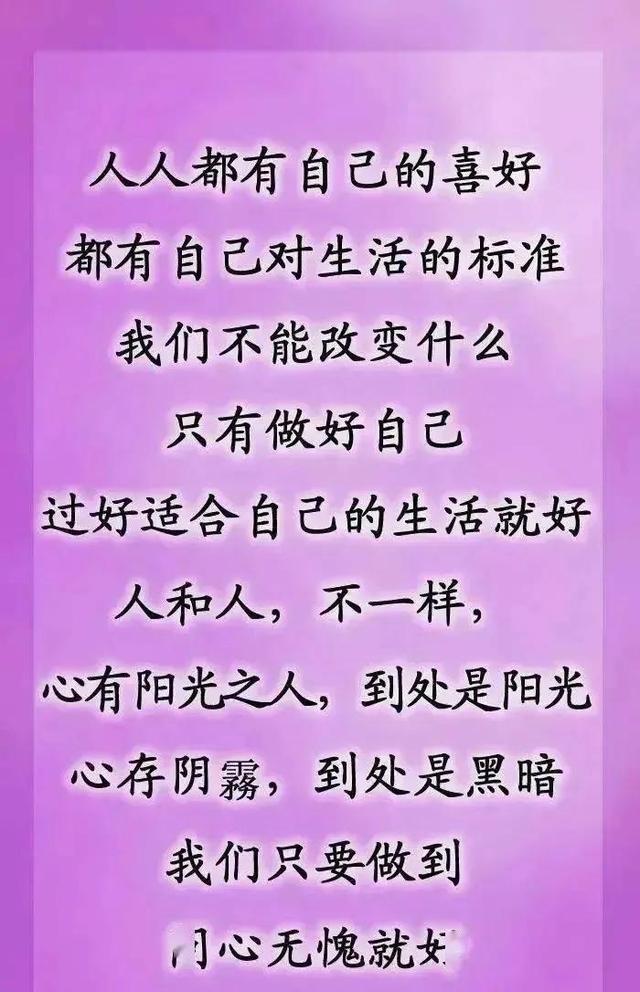 人人都有自己的喜好
都有自己对生活的标准
我们不能改变什么
只有做好自己
过好适合自己的生活就好
人和人，不一样，
心有阳光之人，到处是阳光
心存阴霧，到处是黑暗
我们只要做到
问心无愧就好